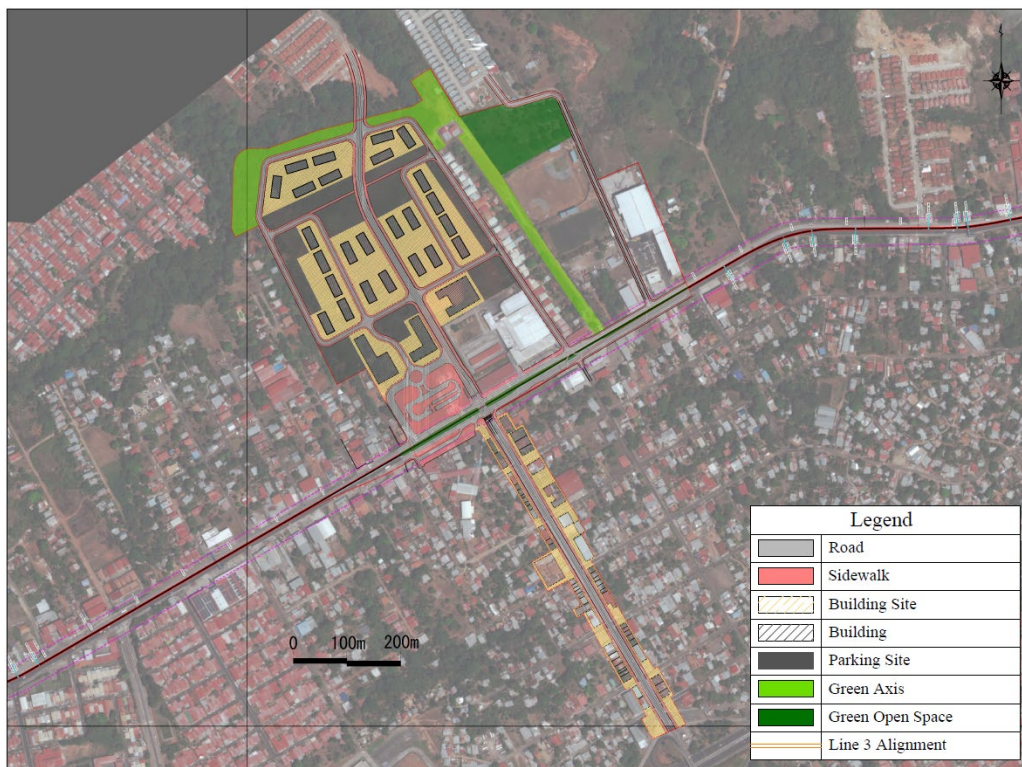 0 100m 200m
Legend
Road
Sidewalk
Building Site
Building
Parking Site
Green Axis
Green Open Space
Line 3 Alignment